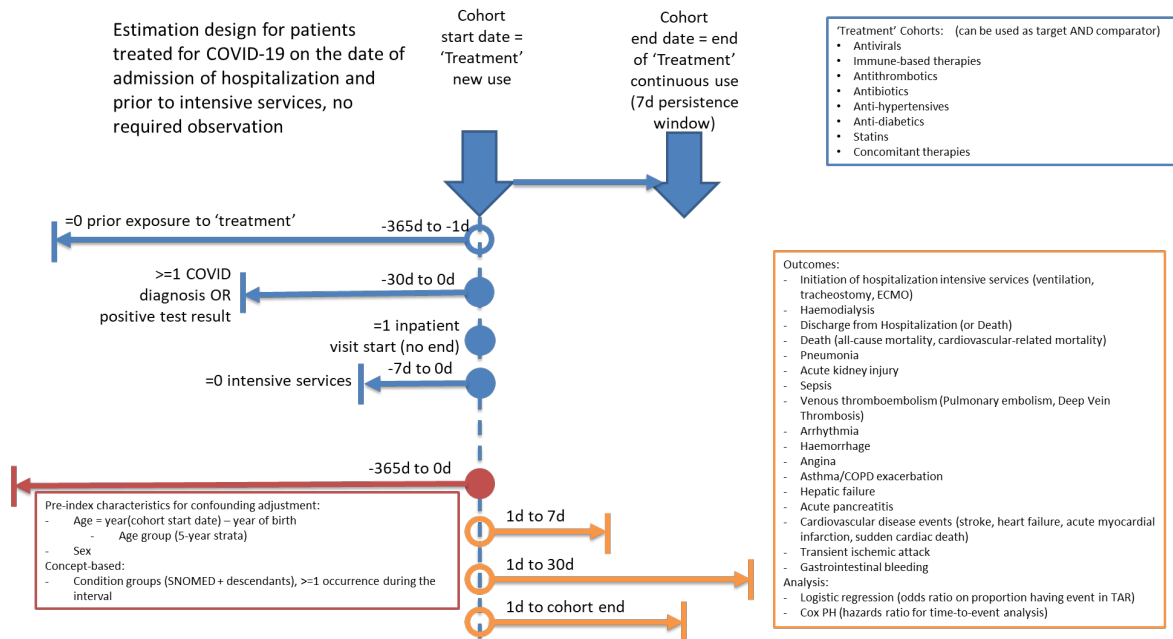 Estimation design for patients
treated for COVID-19 on the date of
admission of hospitalization and
prior to intensive services, no
required observation
Cohort
start date =
‘Treatment’
new use
Cohort
end date = end
of ‘Treatment’
continuous use
(7d persistence
window)
‘Treatment’ Cohorts: (can be used as target AND comparator)
• Antivirals
• Immune-based therapies
• Antithrombotics
• Antibiotics
• Anti-hypertensives
• Anti-diabetics
• Statins
• Concomitant therapies
=0 prior exposure to ‘treatment’
-365d to -1d
>=1 COVID
diagnosis OR
positive test result
-30d to 0d
=1 inpatient
visit start (no end)
=0 intensive services
-7d to 0d
-365d to 0d
Pre-index characteristics for confounding adjustment:
- Age = year(cohort start date) – year of birth
- Age group (5-year strata)
- Sex
Concept-based:
- Condition groups (SNOMED + descendants), >=1 occurrence during the
interval
1d to 7d
1d to 30d
1d to cohort end
Outcomes:
- Initiation of hospitalization intensive services (ventilation,
tracheostomy, ECMO)
- Haemodialysis
- Discharge from Hospitalization (or Death)
- Death (all-cause mortality, cardiovascular-related mortality)
- Pneumonia
- Acute kidney injury
- Sepsis
- Venous thromboembolism (Pulmonary embolism, Deep Vein
Thrombosis)
- Arrhythmia
- Haemorrhage
- Angina
- Asthma/COPD exacerbation
- Hepatic failure
- Acute pancreatitis
- Cardiovascular disease events (stroke, heart failure, acute myocardial
infarction, sudden cardiac death)
- Transient ischemic attack
- Gastrointestinal bleeding
Analysis:
- Logistic regression (odds ratio on proportion having event in TAR)
- Cox PH (hazards ratio for time-to-event analysis)